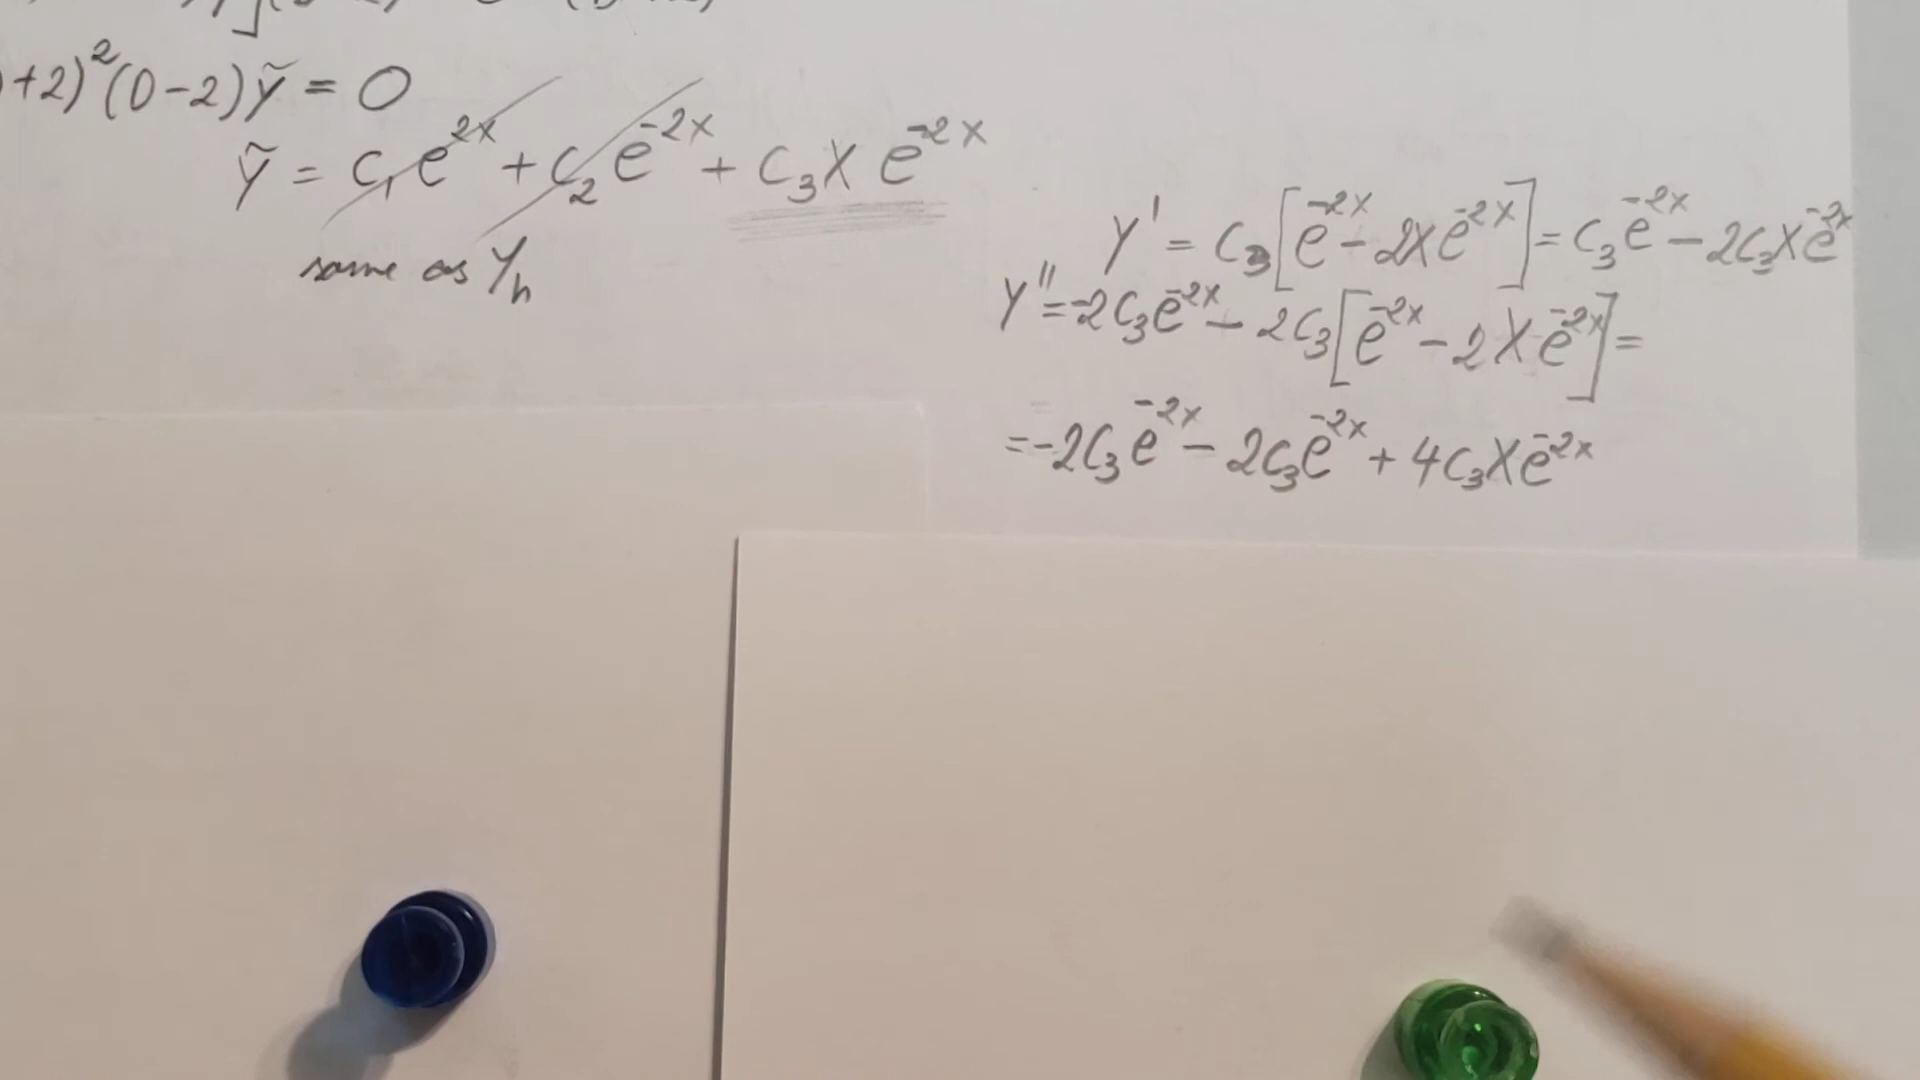 +2)²(D-2)ỹ = 0
ỹ = c₁e^{2x} + c₂e^{-2x} + c₃xe^{-2x}
same as Y_h
Y' = c₃[e^{-2x} - 2xe^{-2x}] = c₃e^{-2x} - 2c₃xe^{-2x}
Y'' = -2c₃e^{-2x} - 2c₃[e^{-2x} - 2xe^{-2x}] =
= -2c₃e^{-2x} - 2c₃e^{-2x} + 4c₃xe^{-2x}